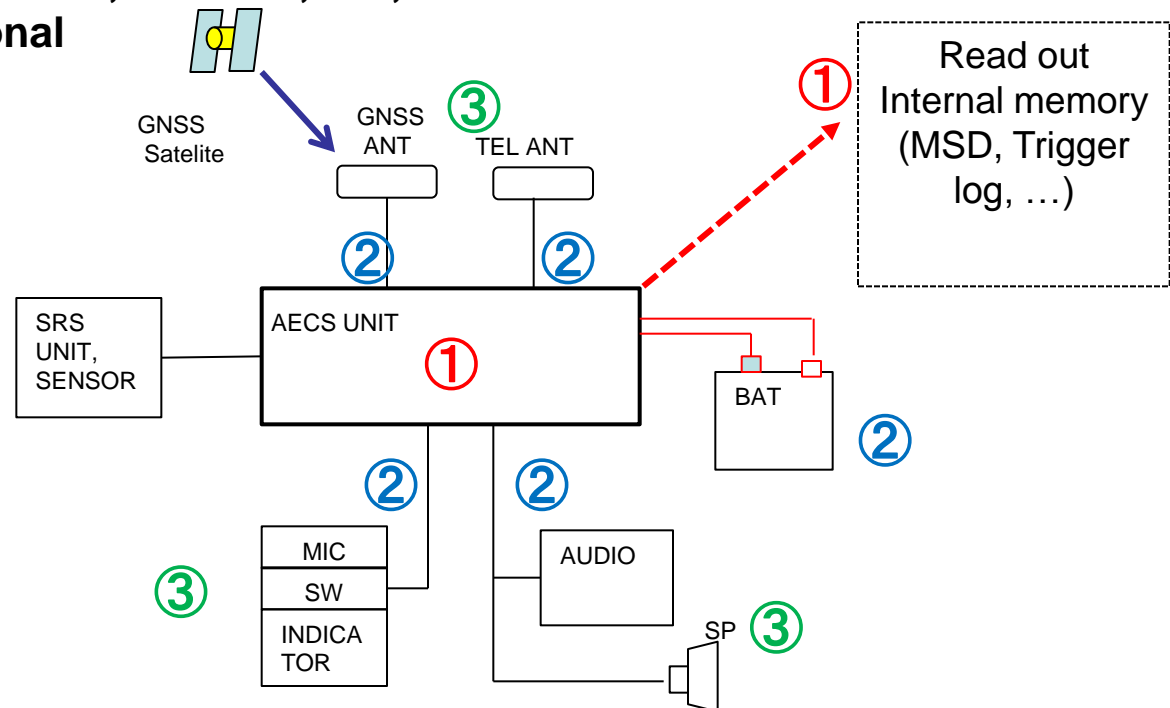 onal
GNSS
Satelite
GNSS
ANT
③
TEL ANT
①
Read out
Internal memory
(MSD, Trigger
log, …)
②
②
SRS
UNIT,
SENSOR
AECS UNIT
①
BAT
②
②
②
③
MIC
SW
INDICA
TOR
AUDIO
SP
③